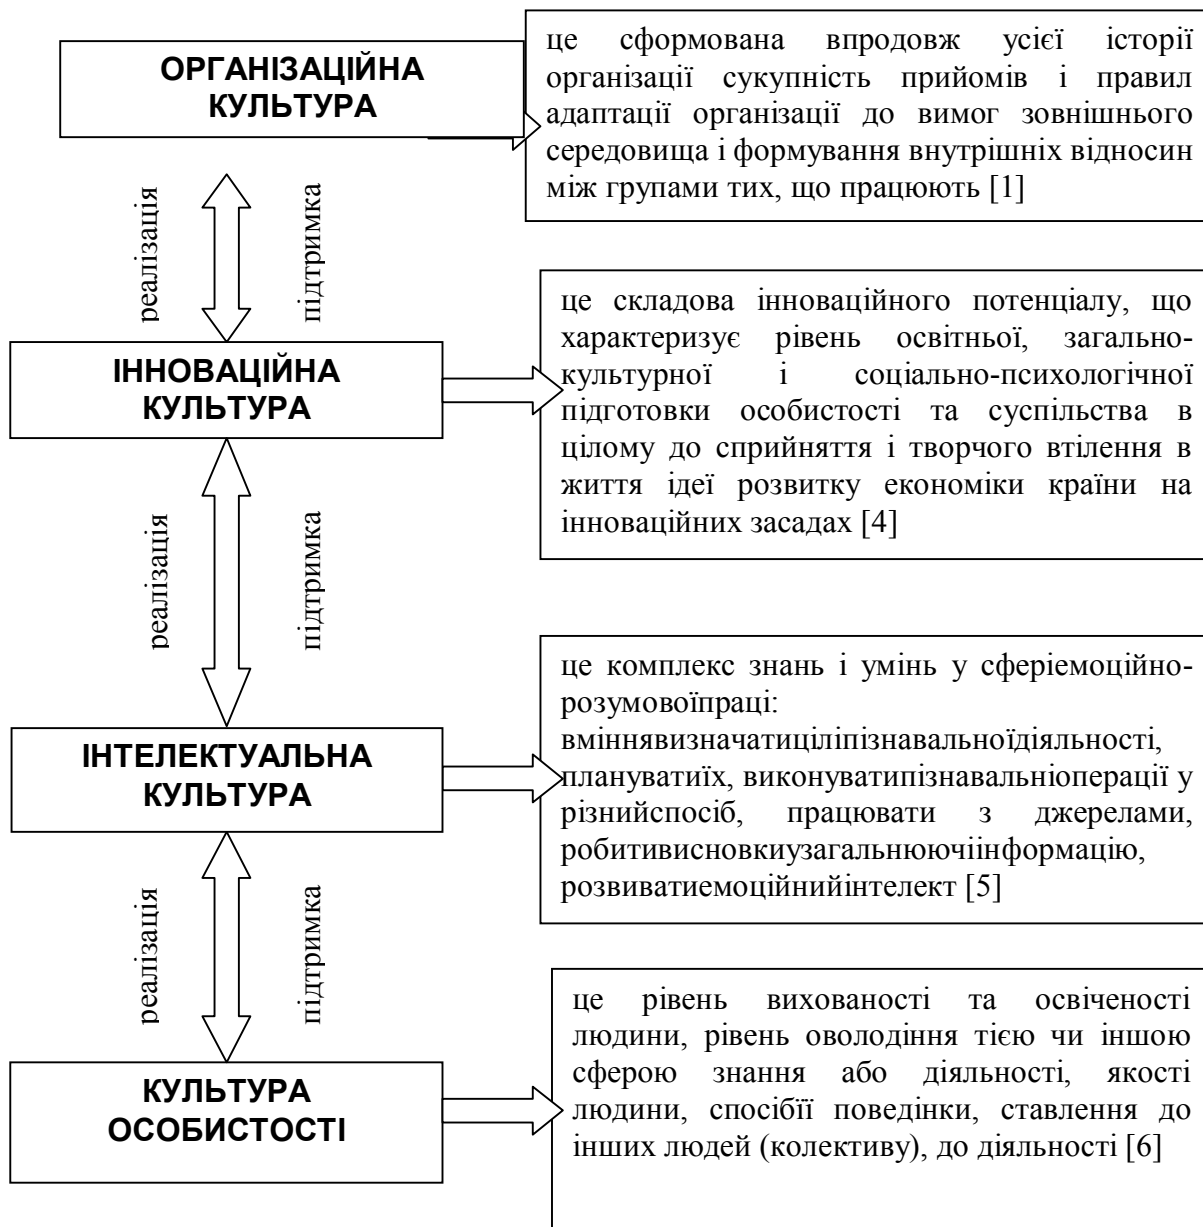 ОРГАНІЗАЦІЙНА
КУЛЬТУРА
це сформована впродовж усієї історії
організації сукупність прийомів і правил
адаптації організації до вимог зовнішнього
середовища і формування внутрішніх відносин
між групами тих, що працюють [1]
реалізація
підтримка
ІННОВАЦІЙНА
КУЛЬТУРА
це складова інноваційного потенціалу, що
характеризує рівень освітньої, загально-
культурної і соціально-психологічної
підготовки особистості та суспільства в
цілому до сприйняття і творчого втілення в
життя ідеї розвитку економіки країни на
інноваційних засадах [4]
реалізація
підтримка
ІНТЕЛЕКТУАЛЬНА
КУЛЬТУРА
це комплекс знань і умінь у сферіемоційно-
розумовоїпраці:
вміннявизначатициліпізнавальноїдіяльності,
плануватиїх, виконуватипізнавальніоперації у
різнийспосіб, працювати з джерелами,
робитивисновкиузагальнюючиінформацію,
розвиватиемоційнийінтелект [5]
реалізація
підтримка
КУЛЬТУРА
ОСОБИСТОСТІ
це рівень вихованості та освіченості
людини, рівень оволодіння тією чи іншою
сферою знання або діяльності, якості
людини, спосібїї поведінки, ставлення до
інших людей (колективу), до діяльності [6]